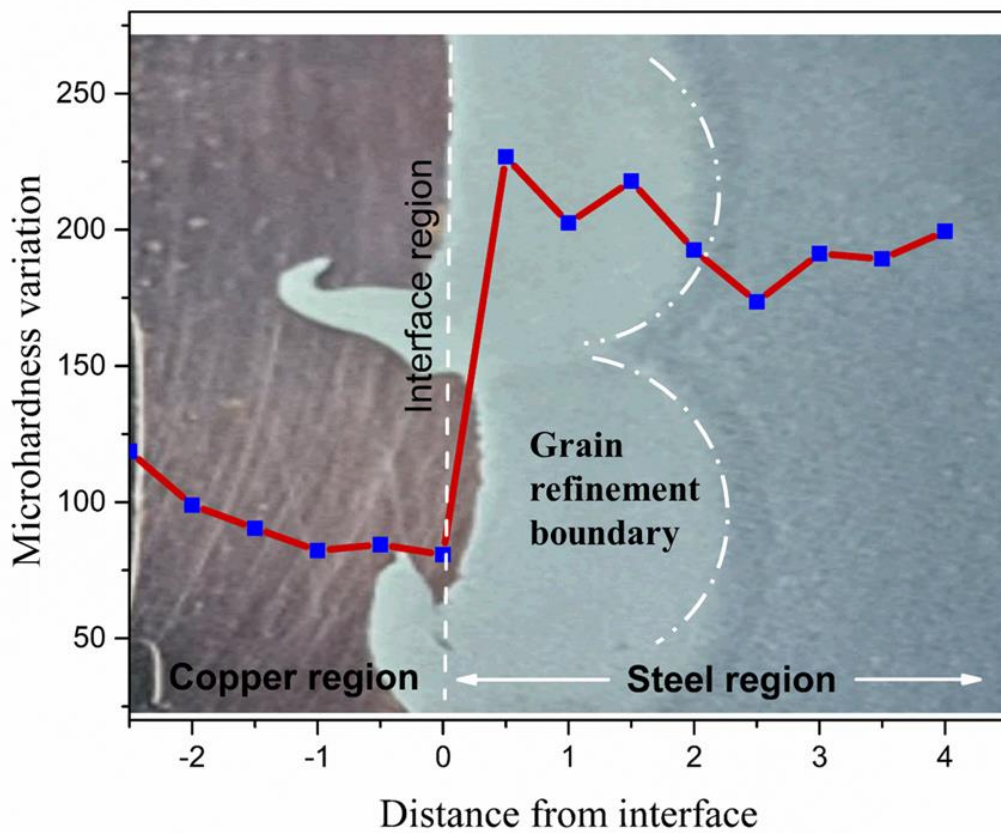 250
200
150
100
50
Microhardness variation
Interface region
Grain
refinement
boundary
Copper region
Steel region
-2 -1 0 1 2 3 4
Distance from interface